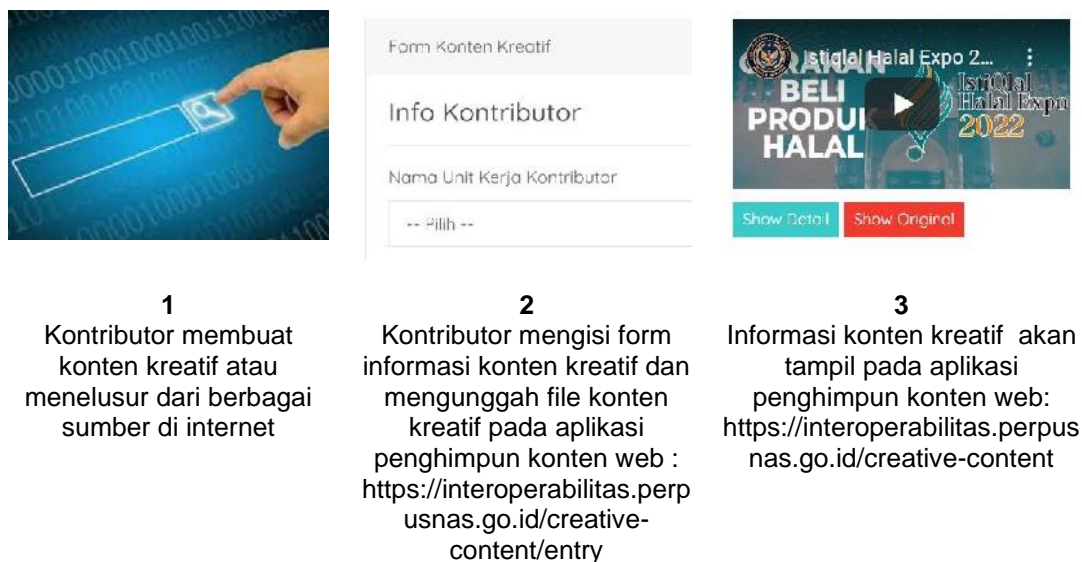 Form Konten Kreatif
Info Kontributor
Nama Unit Kerja Kontributor
-- Pilih --
Istiqlal Halal Expo 2...
BELI
PRODUK
HALAL
IstiQlal
Halal Expo
2022
Show Detail
Show Original
1
Kontributor membuat
konten kreatif atau
menelusur dari berbagai
sumber di internet
2
Kontributor mengisi form
informasi konten kreatif dan
mengunggah file konten
kreatif pada aplikasi
penghimpun konten web :
https://interoperabilitas.perp
usnas.go.id/creative-
content/entry
3
Informasi konten kreatif  akan
tampil pada aplikasi
penghimpun konten web:
https://interoperabilitas.perpus
nas.go.id/creative-content